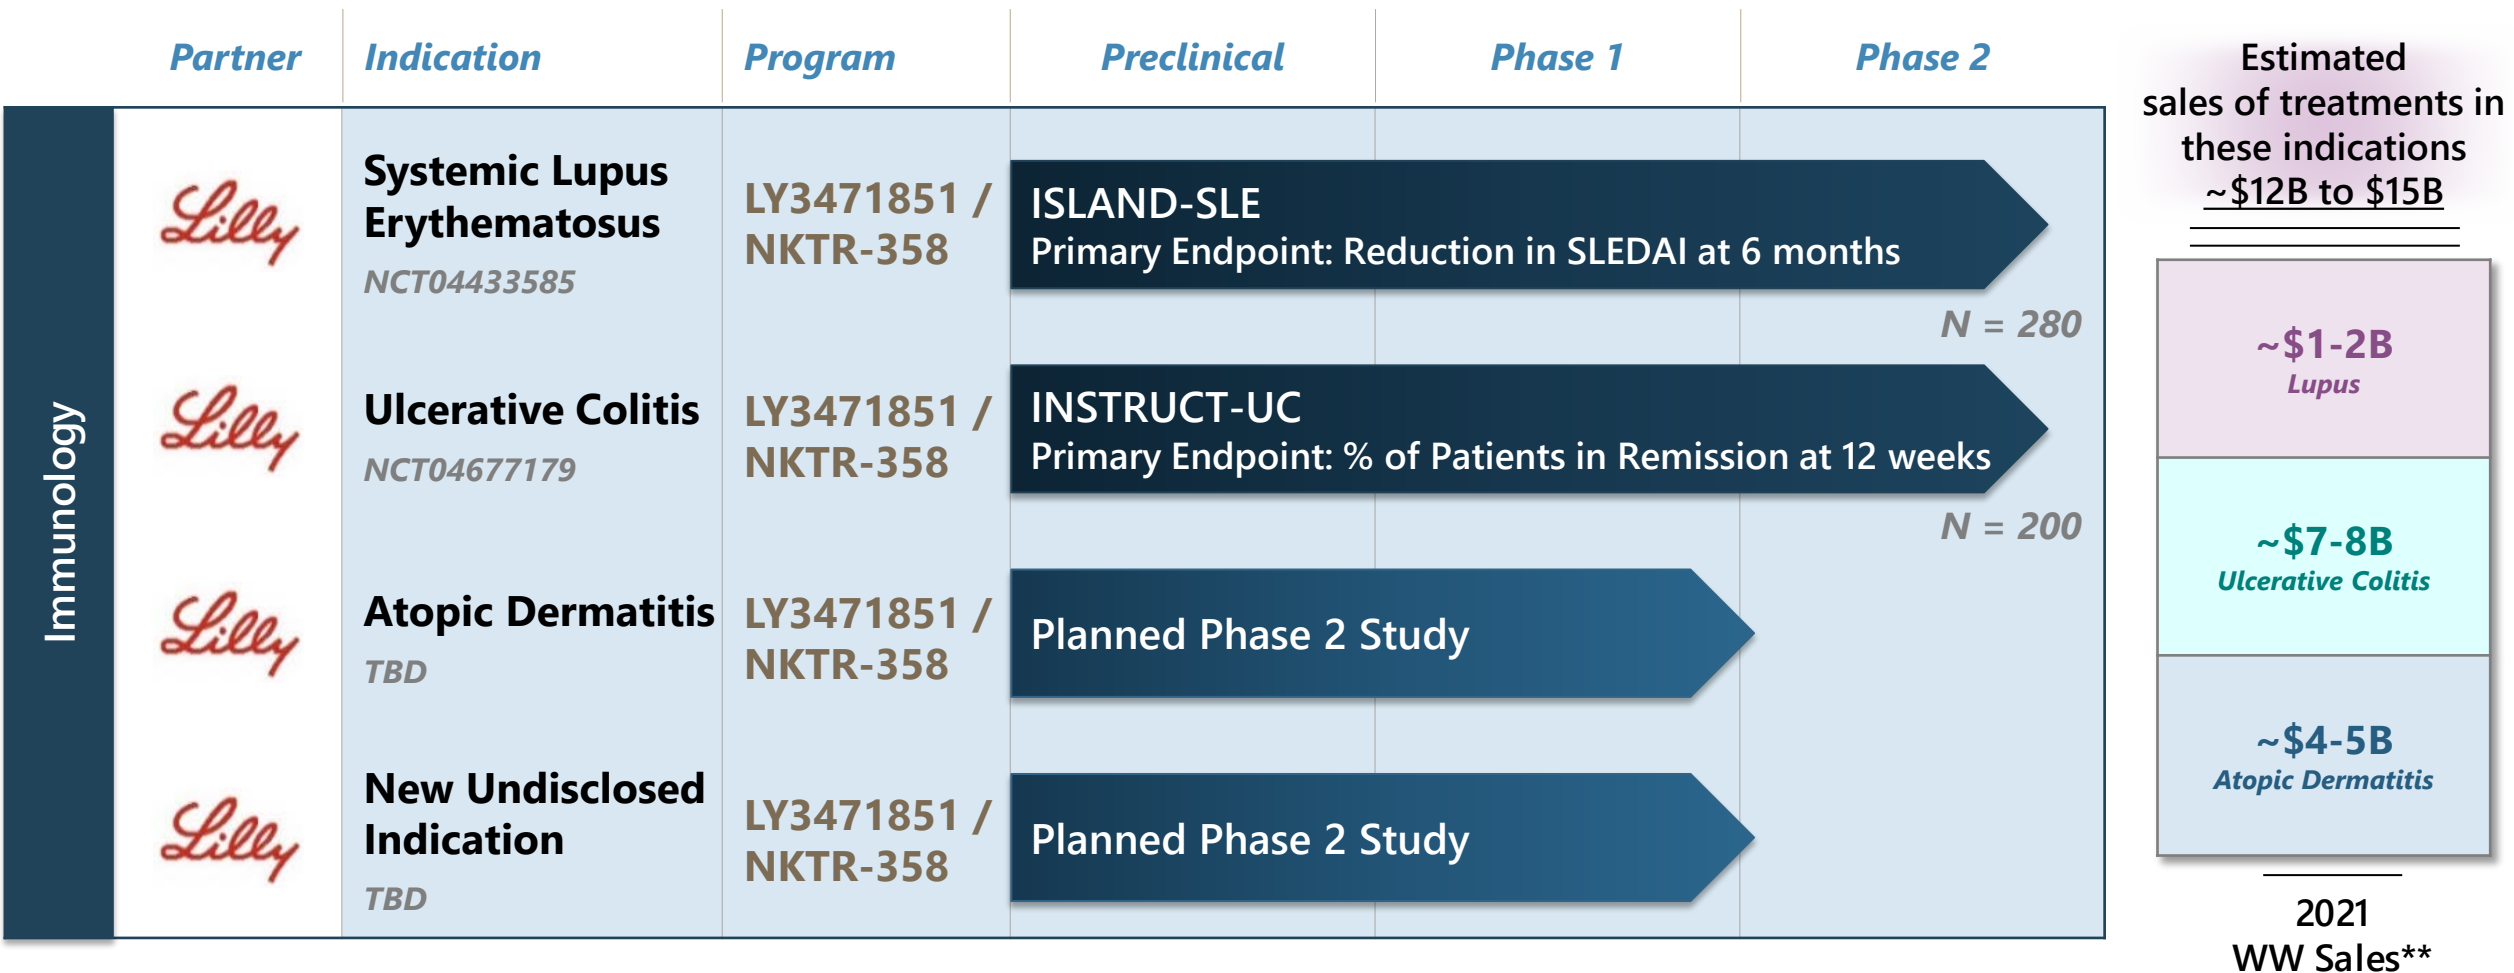 Partner Indication Program Preclinical Phase 1 Phase 2
Immunology
Lilly
Systemic Lupus
Erythematosus
NCT04433585
LY3471851 /
NKTR-358
ISLAND-SLE
Primary Endpoint: Reduction in SLEDAI at 6 months
N = 280
Lilly
Ulcerative Colitis
NCT04677179
LY3471851 /
NKTR-358
INSTRUCT-UC
Primary Endpoint: % of Patients in Remission at 12 weeks
N = 200
Lilly
Atopic Dermatitis
TBD
LY3471851 /
NKTR-358
Planned Phase 2 Study
Lilly
New Undisclosed
Indication
TBD
LY3471851 /
NKTR-358
Planned Phase 2 Study
Estimated
sales of treatments in
these indications
~$12B to $15B
~$1-2B
Lupus
~$7-8B
Ulcerative Colitis
~$4-5B
Atopic Dermatitis
2021
WW Sales**